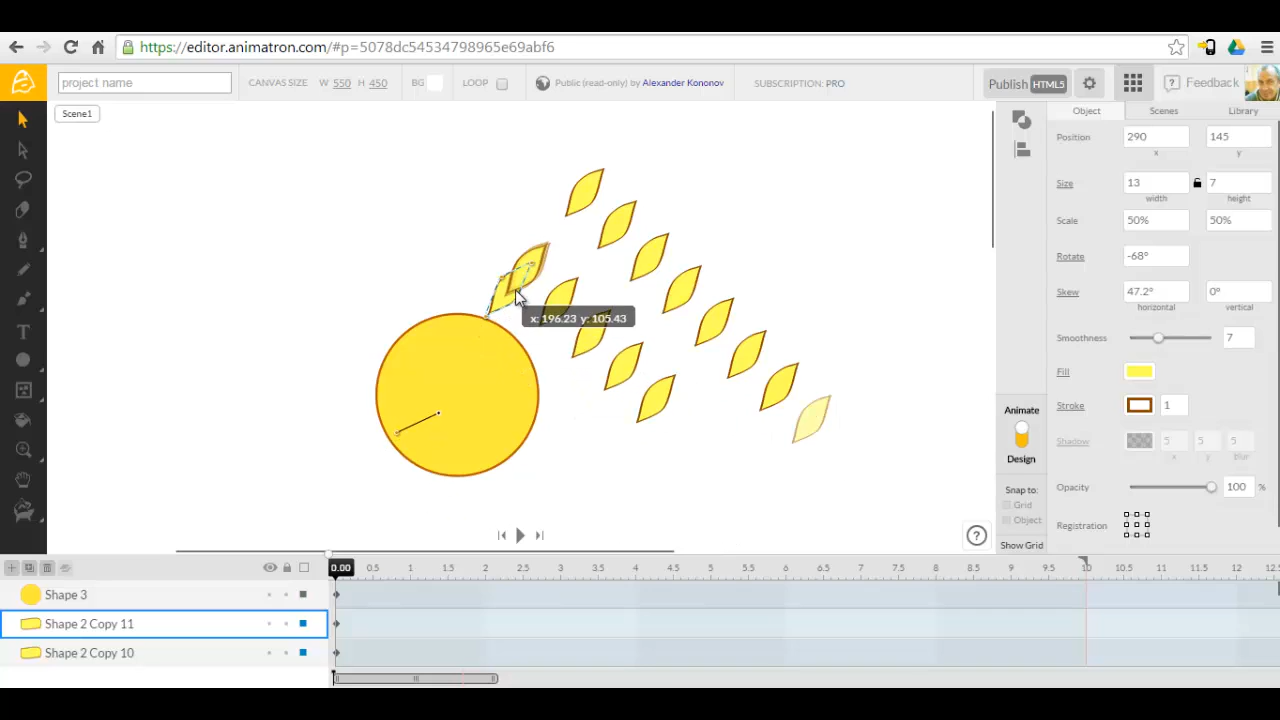 https://editor.animatron.com/#p=5078dc54534798965e69abf6
project name
CANVAS SIZE W 550 H 450 BG LOOP Public (read-only) by Alexander Kononov SUBSCRIPTION: PRO Publish HTML5 Feedback
Scene1
Object Scenes Library
Position 290 145
x y
Size 13 7
width height
Scale 50% 50%
Rotate -68°
Skew 47.2° 0°
horizontal vertical
x: 196.23 y: 105.43
Smoothness 7
Fill
Stroke 1
Shadow 5 5 5
x y blur
Animate
Design
Opacity 100 %
Snap to:
Grid
Object
Registration
Show Grid
0.00 0.5 1 1.5 2 2.5 3 3.5 4 4.5 5 5.5 6 6.5 7 7.5 8 8.5 9 9.5 10 10.5 11 11.5 12 12.5
Shape 3
Shape 2 Copy 11
Shape 2 Copy 10